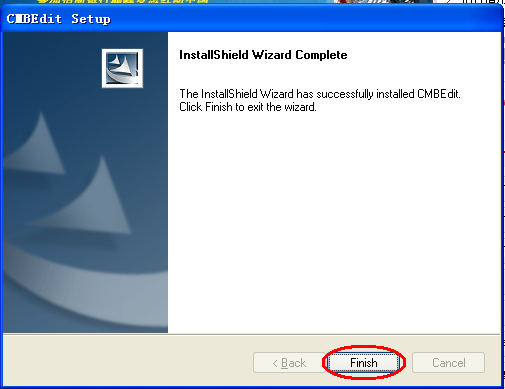 CMBEdit Setup
InstallShield Wizard Complete
The InstallShield Wizard has successfully installed CMBEdit.
Click Finish to exit the wizard.
< Back
Finish
Cancel